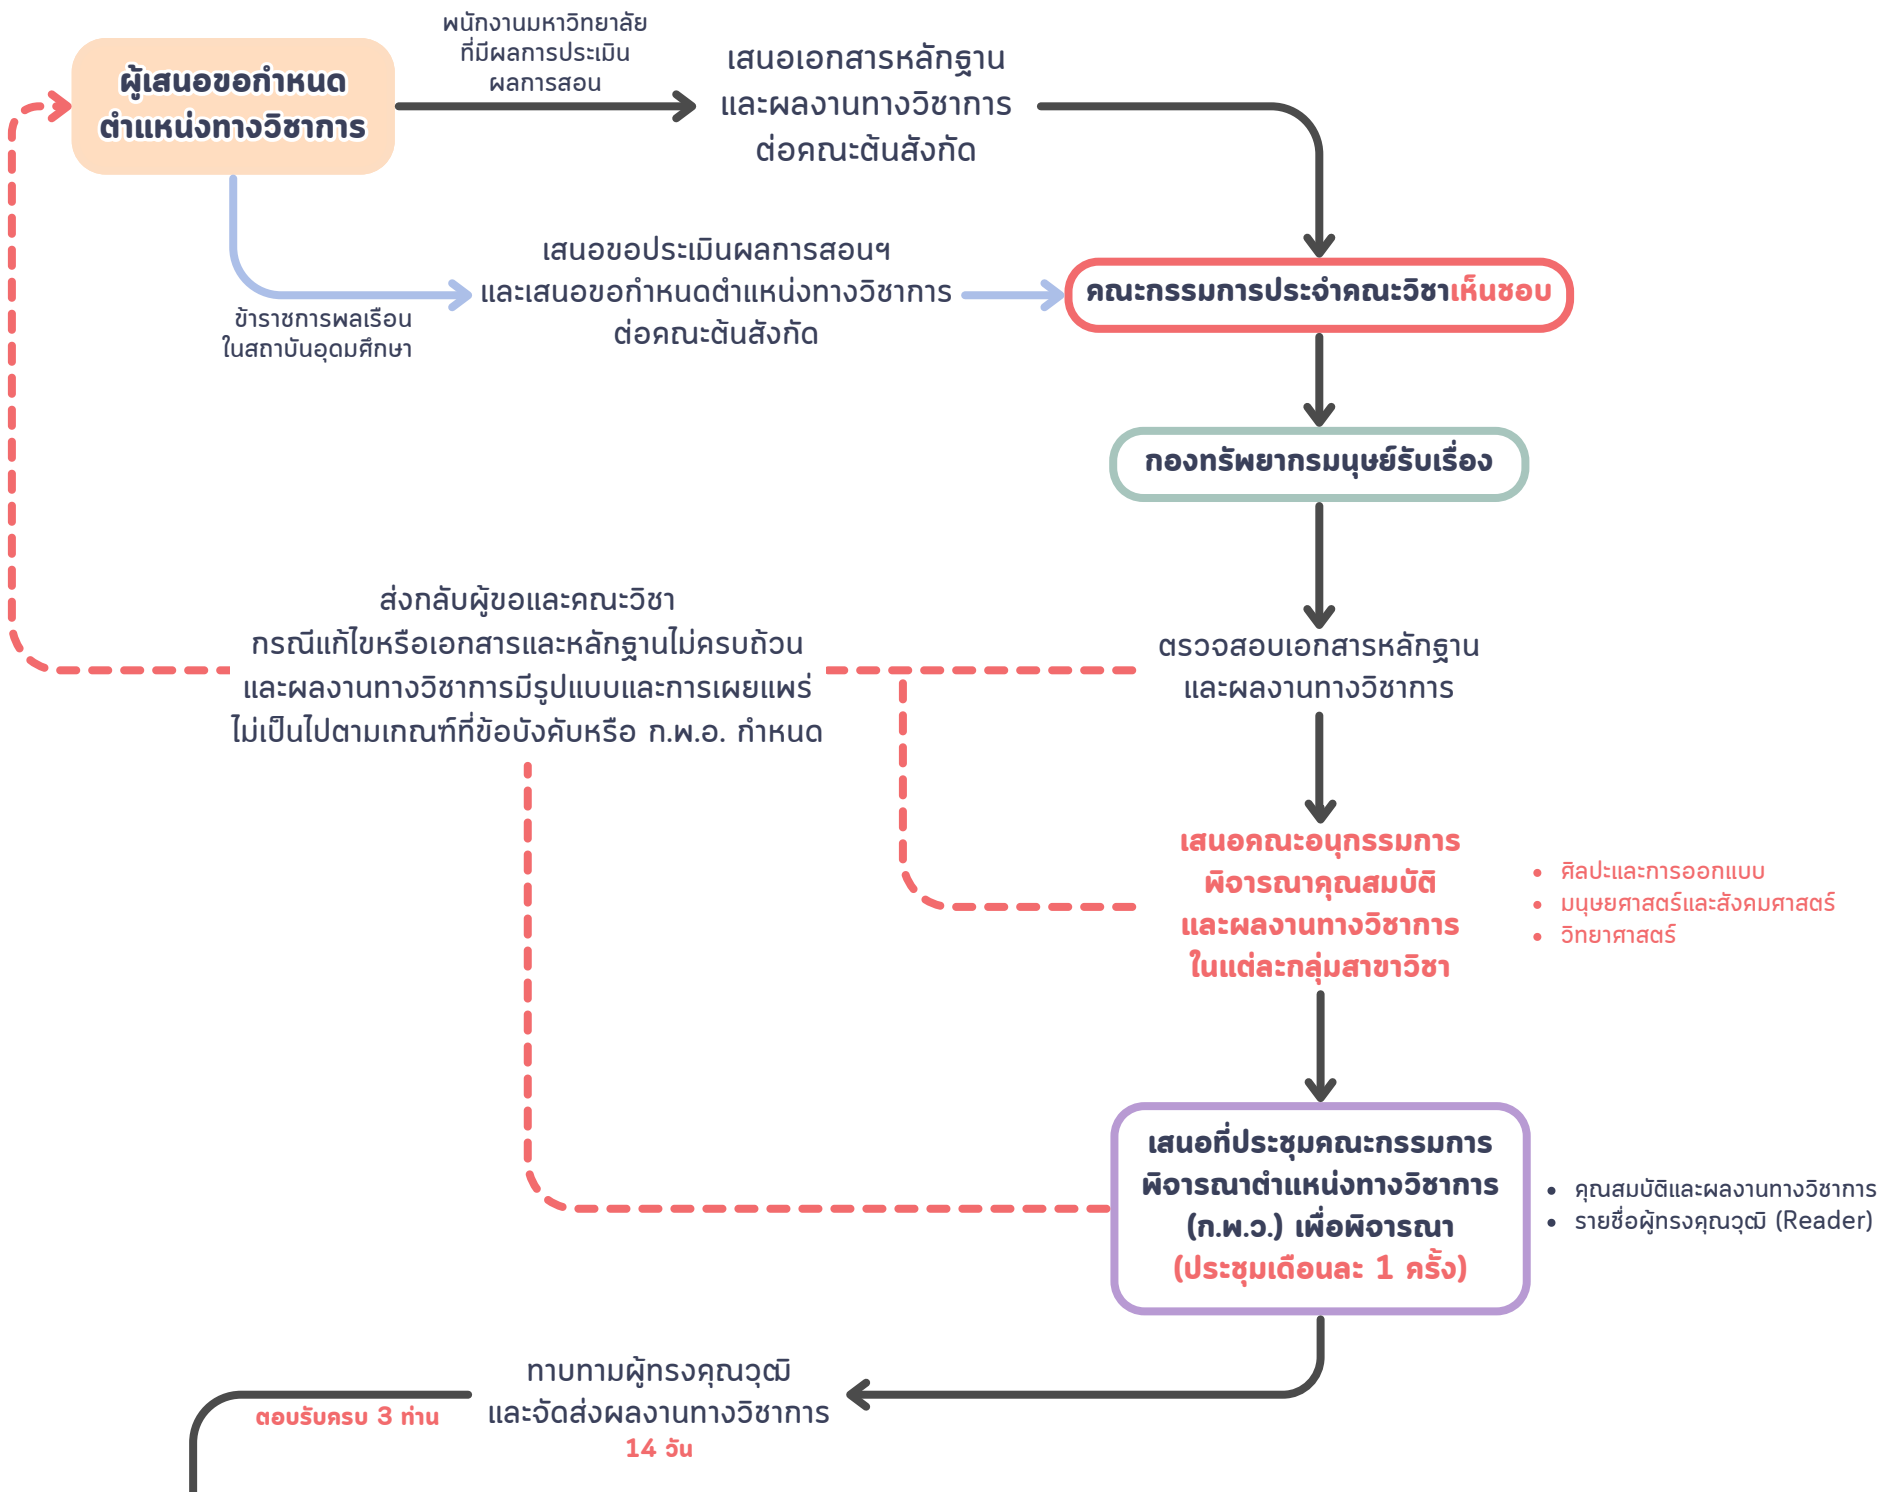 พนักงานมหาวิทยาลัย
ที่มีผลการประเมิน
ผลการสอน
ผู้เสนอขอกำหนด
ตำแหน่งทางวิชาการ
เสนอเอกสารหลักฐาน
และผลงานทางวิชาการ
ต่อคณะต้นสังกัด
ข้าราชการพลเรือน
ในสถาบันอุดมศึกษา
เสนอขอประเมินผลการสอนฯ
และเสนอขอกำหนดตำแหน่งทางวิชาการ
ต่อคณะต้นสังกัด
คณะกรรมการประจำคณะวิชาเห็นชอบ
กองทรัพยากรมนุษย์รับเรื่อง
ส่งกลับผู้ขอและคณะวิชา
กรณีแก้ไขหรือเอกสารและหลักฐานไม่ครบถ้วน
และผลงานทางวิชาการมีรูปแบบและการเผยแพร่
ไม่เป็นไปตามเกณฑ์ที่ข้อบังคับหรือ ก.พ.อ. กำหนด
ตรวจสอบเอกสารหลักฐาน
และผลงานทางวิชาการ
เสนอคณะอนุกรรมการ
พิจารณาคุณสมบัติ
และผลงานทางวิชาการ
ในแต่ละกลุ่มสาขาวิชา
• ศิลปะและการออกแบบ
• มนุษยศาสตร์และสังคมศาสตร์
• วิทยาศาสตร์
เสนอที่ประชุมคณะกรรมการ
พิจารณาตำแหน่งทางวิชาการ
(ก.พ.ว.) เพื่อพิจารณา
(ประชุมเดือนละ 1 ครั้ง)
• คุณสมบัติและผลงานทางวิชาการ
• รายชื่อผู้ทรงคุณวุฒิ (Reader)
ทาบทามผู้ทรงคุณวุฒิ
และจัดส่งผลงานทางวิชาการ
14 วัน
ตอบรับครบ 3 ท่าน